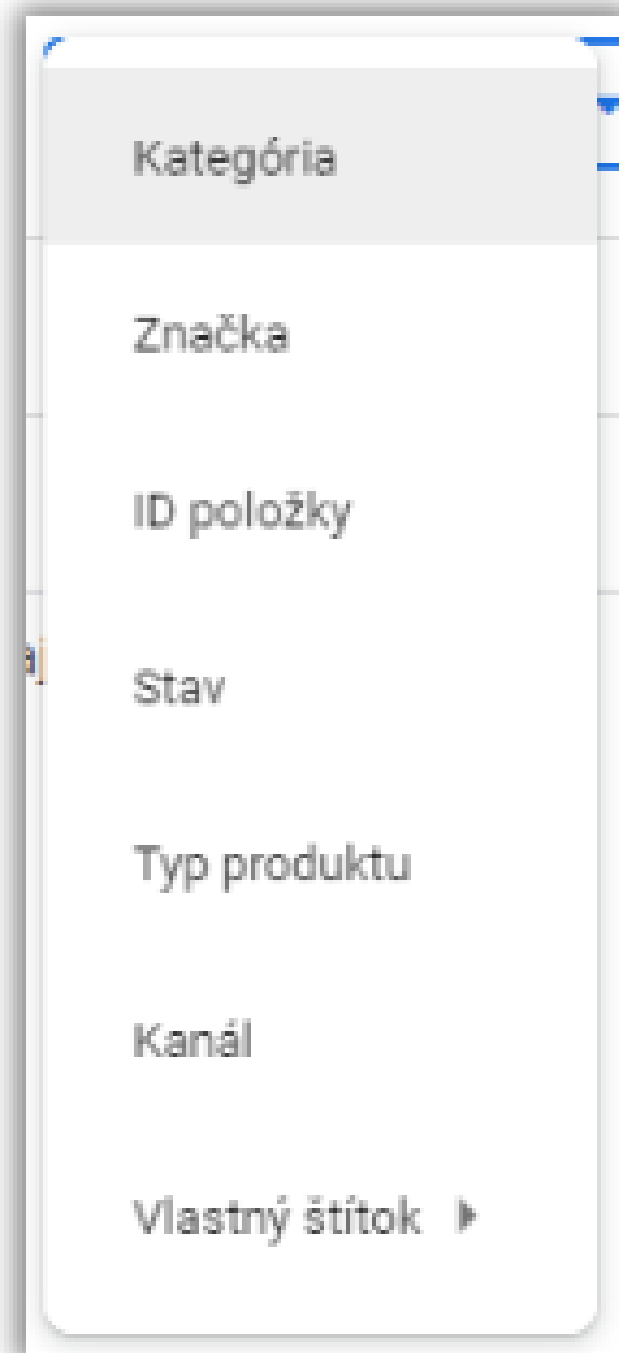 Kategória
Značka
ID položky
Stav
Typ produktu
Kanál
Vlastný štítok